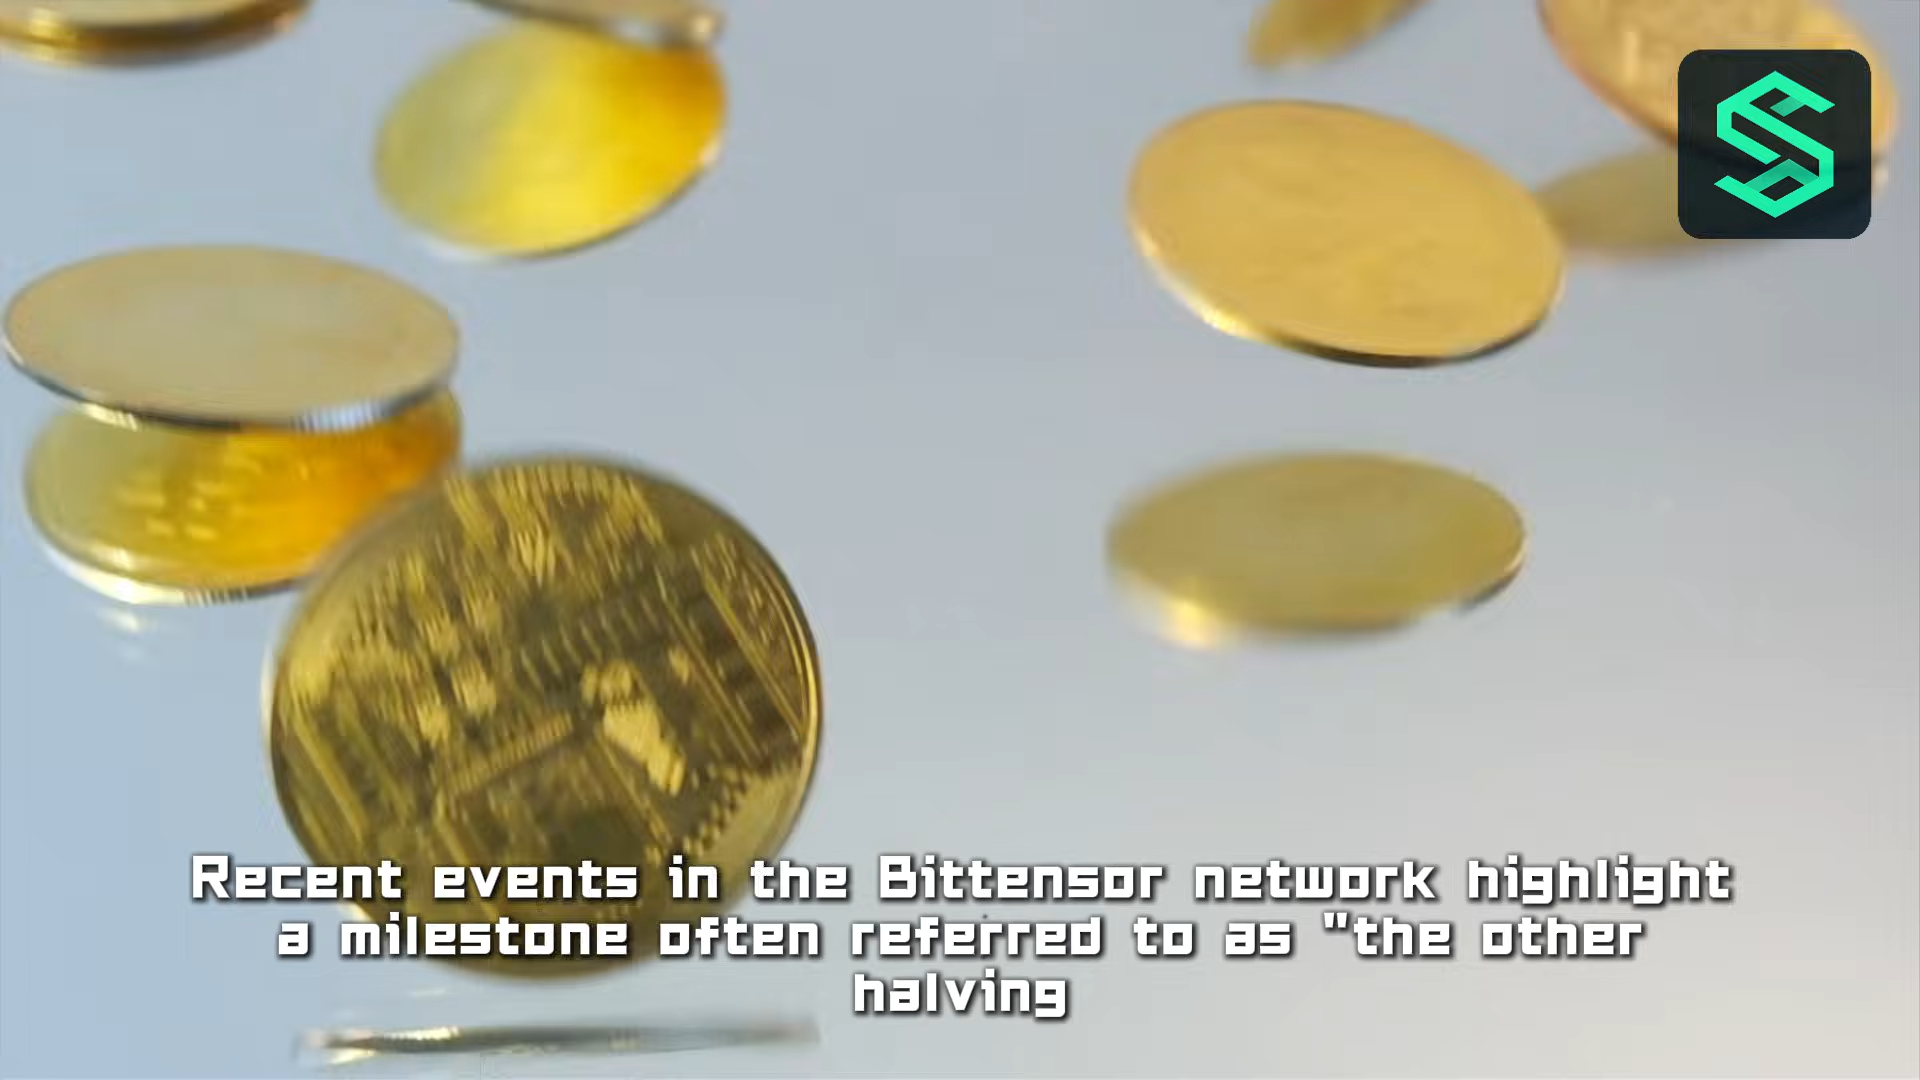 Recent events in the Bittensor network highlight
a milestone often referred to as "the other
halving